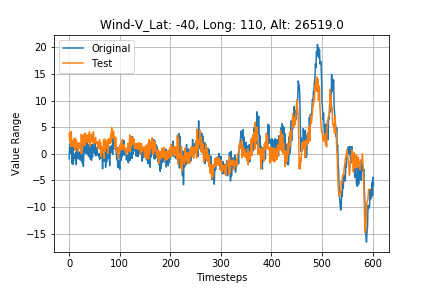 Wind-V_Lat: -40, Long: 110, Alt: 26519.0
Original
Test
Value Range
20
15
10
5
0
−5
−10
−15
0 100 200 300 400 500 600
Timesteps